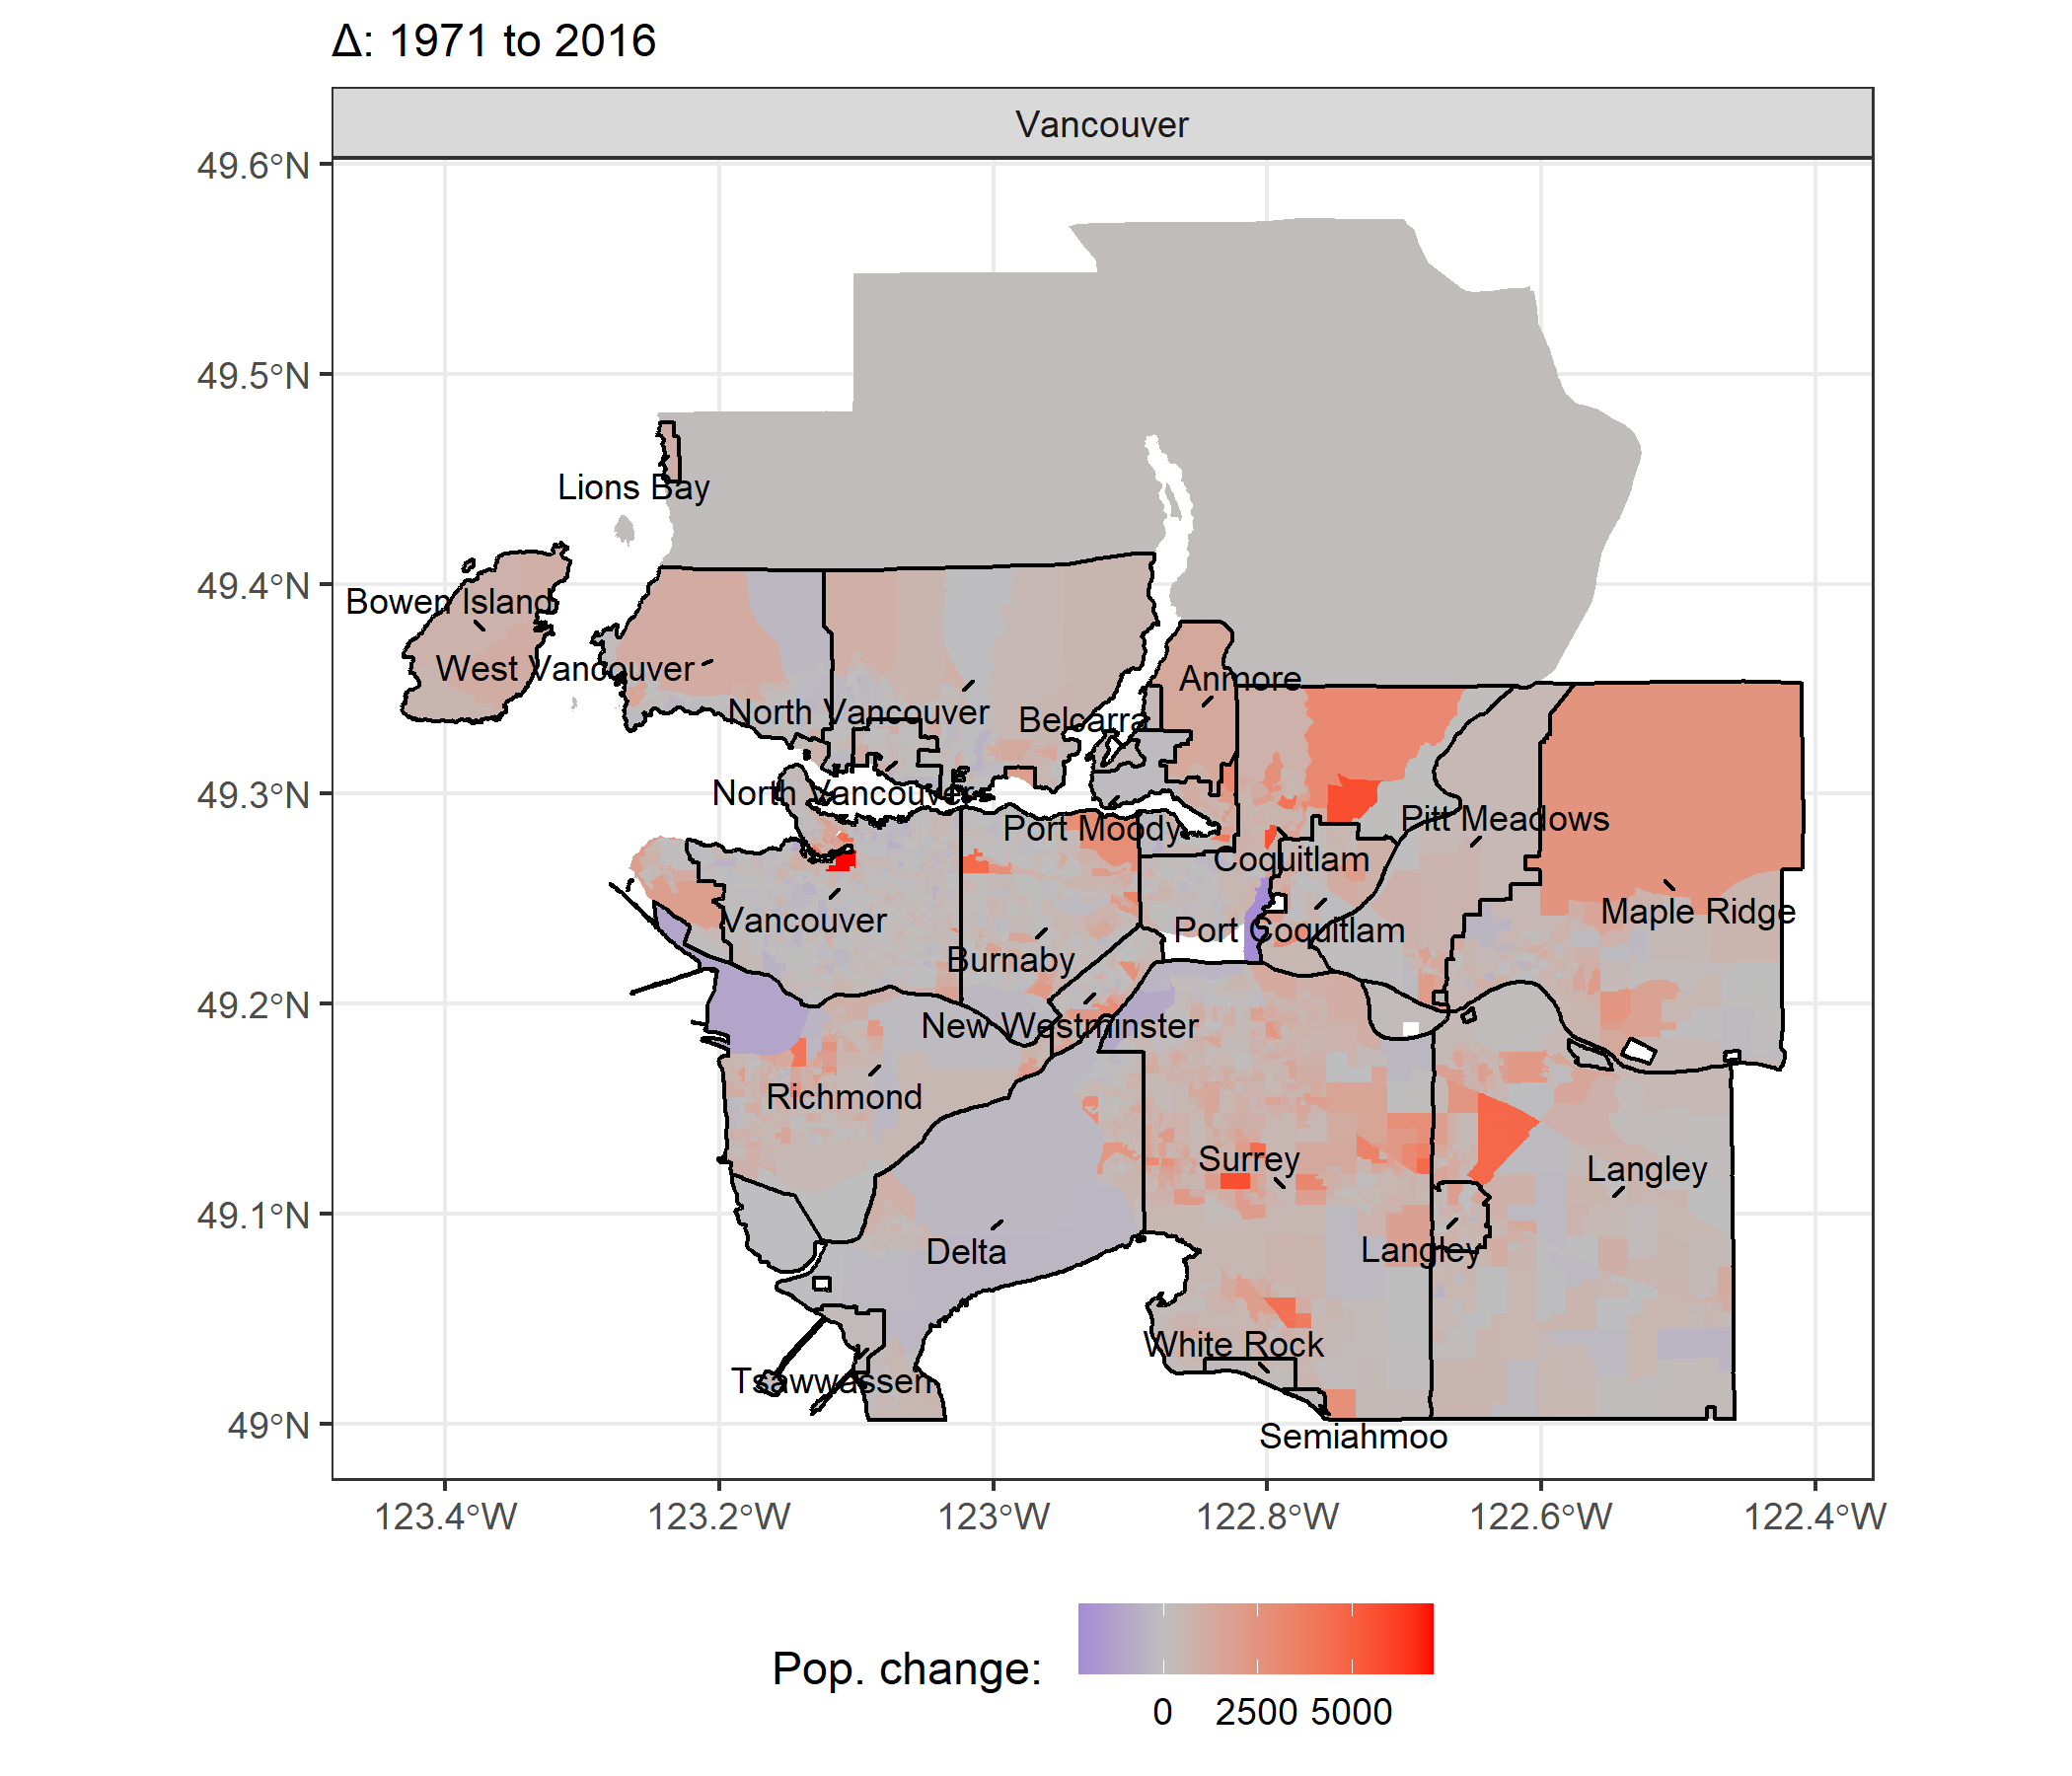 Δ: 1971 to 2016
Vancouver
49.6°N
49.5°N
49.4°N
49.3°N
49.2°N
49.1°N
49°N
Lions Bay
Bowen Island
West Vancouver
Anmore
North Vancouver
Belcarra
North Vancouver
Port Moody
Pitt Meadows
Coquitlam
Maple Ridge
Vancouver
Port Coquitlam
Burnaby
New Westminster
Richmond
Surrey
Langley
Delta
Langley
White Rock
Tsawwassen
Semiahmoo
123.4°W 123.2°W 123°W 122.8°W 122.6°W 122.4°W
Pop. change:
0 2500 5000